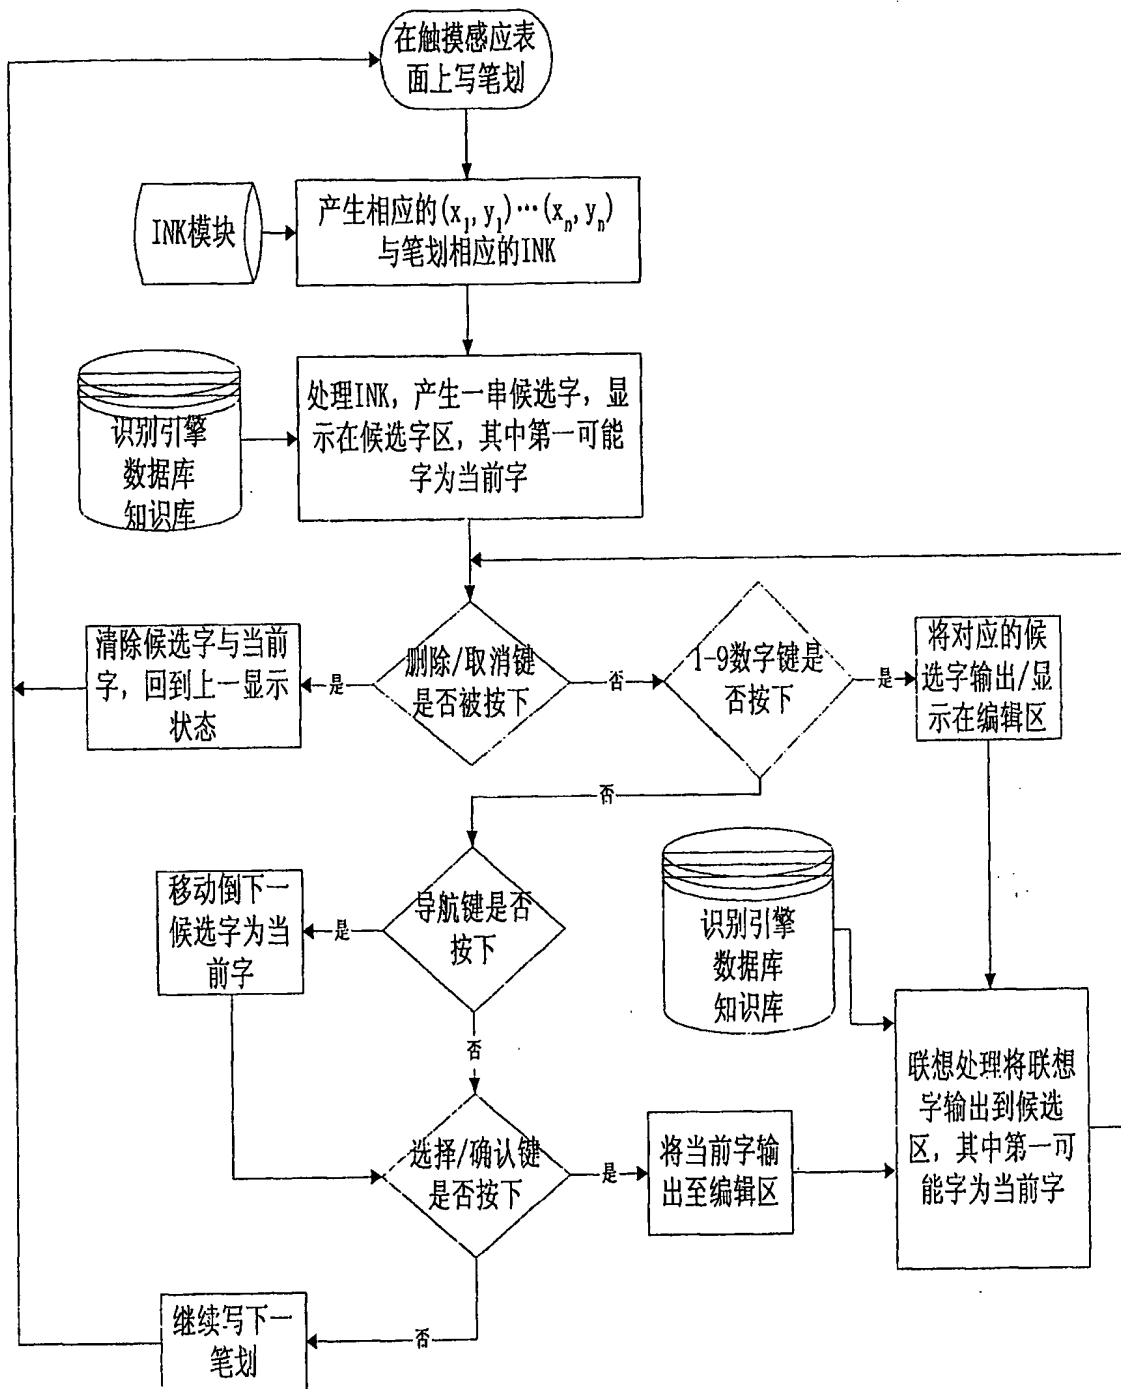 在触摸感应表
面上写笔划
INK模块
产生相应的(x₁,y₁)…(xₙ,yₙ)
与笔划相应的INK
识别引擎
数据库
知识库
处理INK，产生一串候选字，显
示在候选字区，其中第一可能
字为当前字
清除候选字与当前
字，回到上一显示
状态
是
删除/取消键
是否被按下
否
1-9数字键是
否按下
是
将对应的候
选字输出/显
示在编辑区
否
移动倒下一
候选字为当
前字
是
导航键是否
按下
识别引擎
数据库
知识库
否
选择/确认键
是否按下
是
将当前字输
出至编辑区
联想处理将联想
字输出到候选
区，其中第一可
能字为当前字
继续写下一
笔划
否